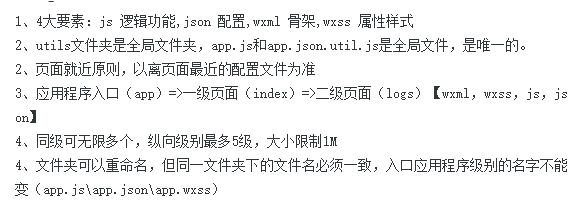 1、4大要素：js 逻辑功能,json 配置,wxml 骨架,wxss 属性样式
2、utils文件夹是全局文件夹，app.js和app.json.util.js是全局文件，是唯一的。
2、页面就近原则，以离页面最近的配置文件为准
3、应用程序入口（app）=>一级页面（index）=>二级页面（logs）【wxml，wxss，js，js
on】
4、同级可无限多个，纵向级别最多5级，大小限制1M
4、文件夹可以重命名，但同一文件夹下的文件名必须一致，入口应用程序级别的名字不能
变（app.js\app.json\app.wxss）